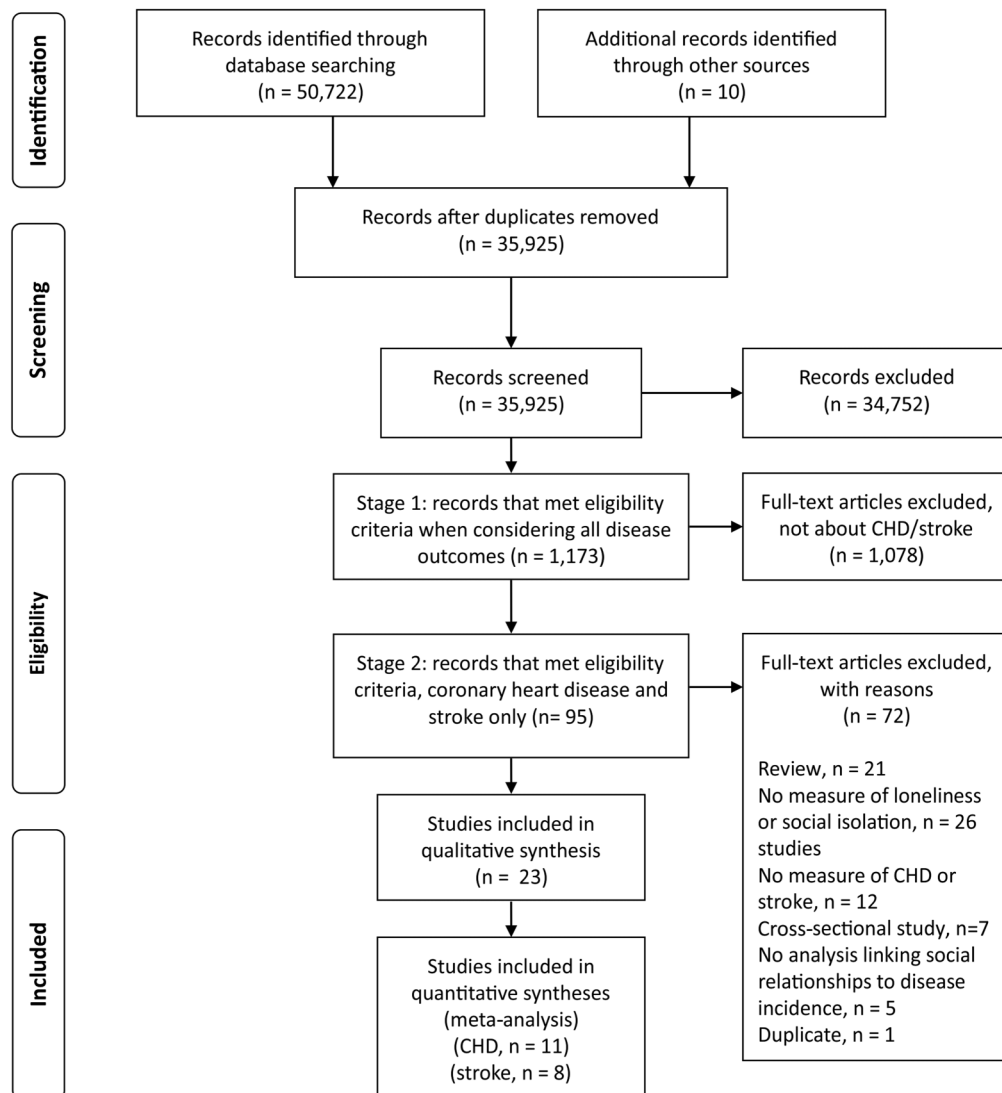 Identification
Records identified through
database searching
(n = 50,722)
Additional records identified
through other sources
(n = 10)
Records after duplicates removed
(n = 35,925)
Screening
Records screened
(n = 35,925)
Records excluded
(n = 34,752)
Eligibility
Stage 1: records that met eligibility
criteria when considering all disease
outcomes (n = 1,173)
Full-text articles excluded,
not about CHD/stroke
(n = 1,078)
Stage 2: records that met eligibility
criteria, coronary heart disease and
stroke only (n= 95)
Full-text articles excluded,
with reasons
(n = 72)
Review, n = 21
No measure of loneliness
or social isolation, n = 26
studies
No measure of CHD or
stroke, n = 12
Cross-sectional study, n=7
No analysis linking social
relationships to disease
incidence, n = 5
Duplicate, n = 1
Included
Studies included in
qualitative synthesis
(n =  23)
Studies included in
quantitative syntheses
(meta-analysis)
(CHD, n = 11)
(stroke, n = 8)